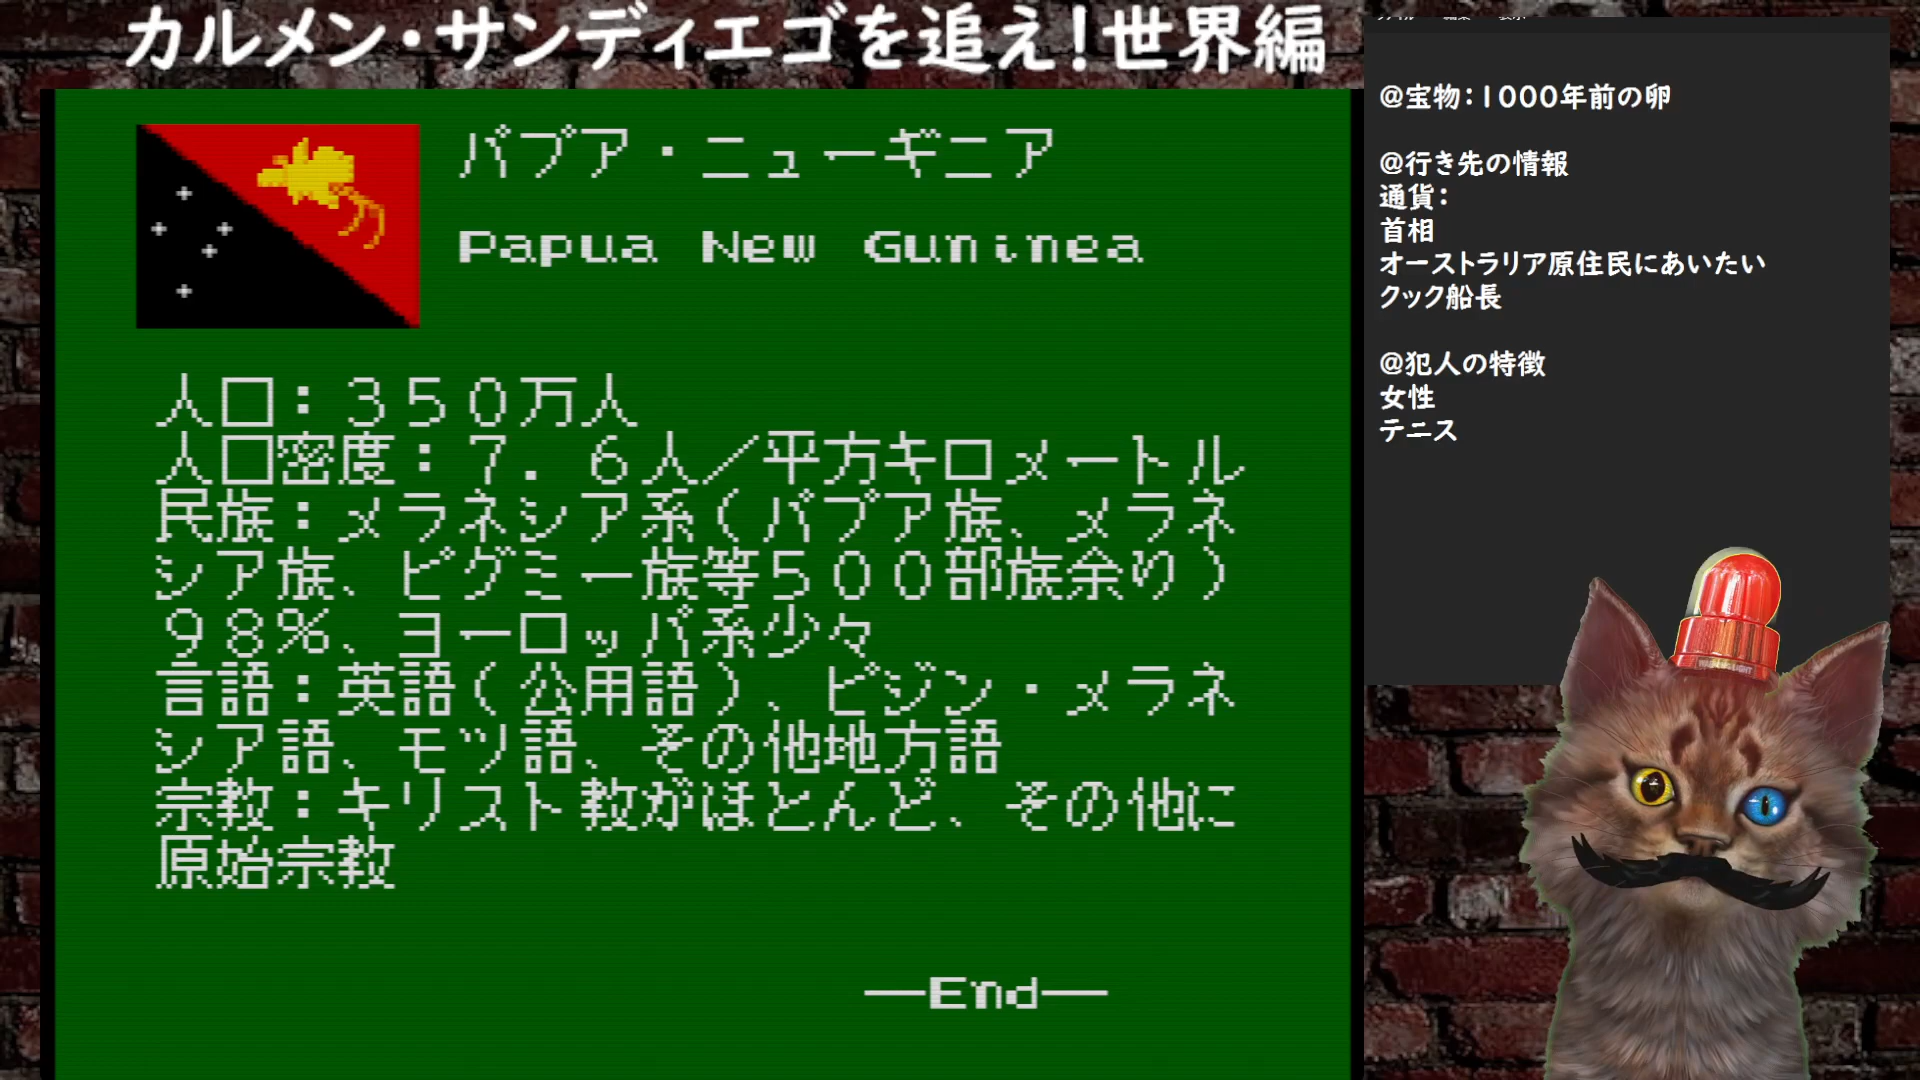 カルメン・サンディエゴを追え!世界編
パプア・ニューギニア
Papua New Guninea
人口:350万人
人口密度:7.6人/平方キロメートル
民族:メラネシア系(パプア族、メラネ
シア族、ピグミー族等500部族余り)
98%、ヨーロッパ系少々
言語:英語(公用語)、ピジン・メラネ
シア語、モツ語、その他地方語
宗教:キリスト教がほとんど、その他に
原始宗教
―End―
@宝物:1000年前の卵
@行き先の情報
通貨:
首相
オーストラリア原住民にあいたい
クック船長
@犯人の特徴
女性
テニス